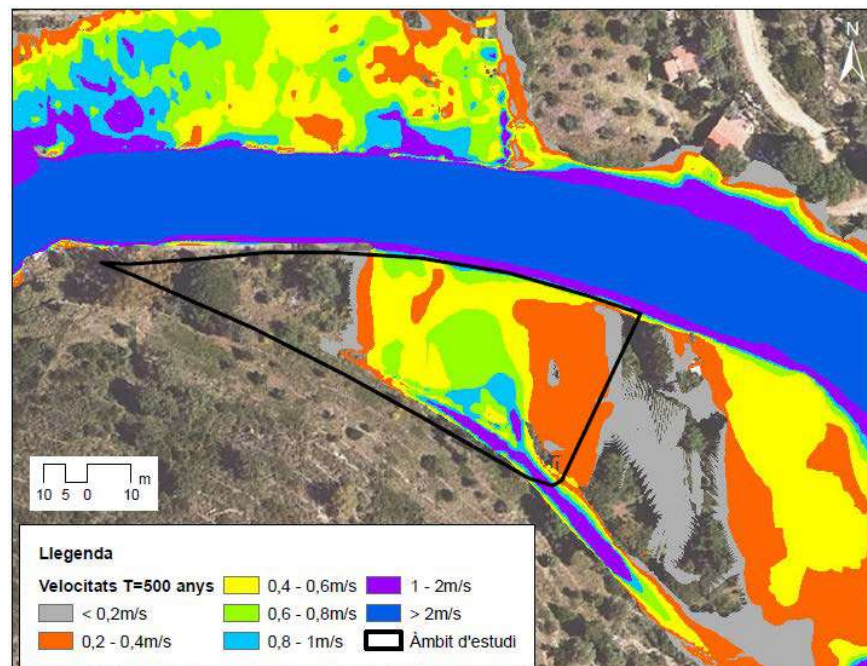 N
m
10 5 0 10
Llegenda
Velocitats T=500 anys
< 0,2m/s
0,2 - 0,4m/s
0,4 - 0,6m/s
0,6 - 0,8m/s
0,8 - 1m/s
1 - 2m/s
> 2m/s
Àmbit d'estudi